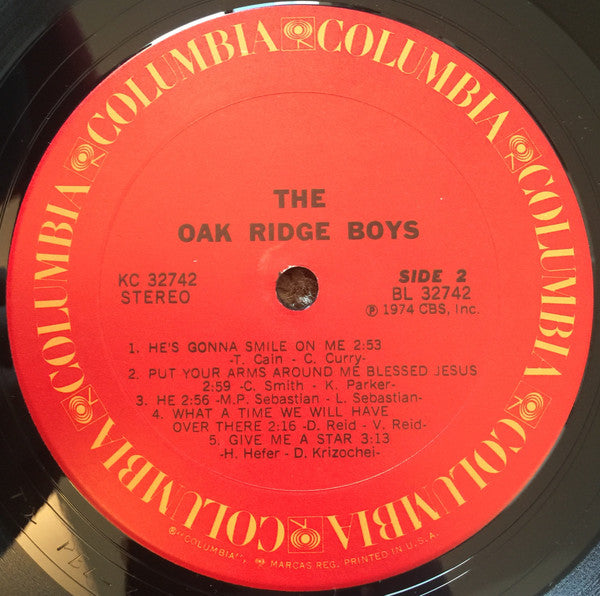 COLUMBIA COLUMBIA COLUMBIA COLUMBIA COLUMBIA COLUMBIA
THE
OAK RIDGE BOYS
KC 32742
STEREO
SIDE 2
BL 32742
℗ 1974 CBS, Inc.
1. HE'S GONNA SMILE ON ME 2:53
-T. Cain - C. Curry-
2. PUT YOUR ARMS AROUND ME BLESSED JESUS
2:59 -C. Smith - K. Parker-
3. HE 2:56 -M.P. Sebastian - L. Sebastian-
4. WHAT A TIME WE WILL HAVE
OVER THERE 2:16 -D. Reid - V. Reid-
5. GIVE ME A STAR 3:13
-H. Hefer - D. Krizochei-
®"COLUMBIA", MARCAS REG. PRINTED IN U.S.A.